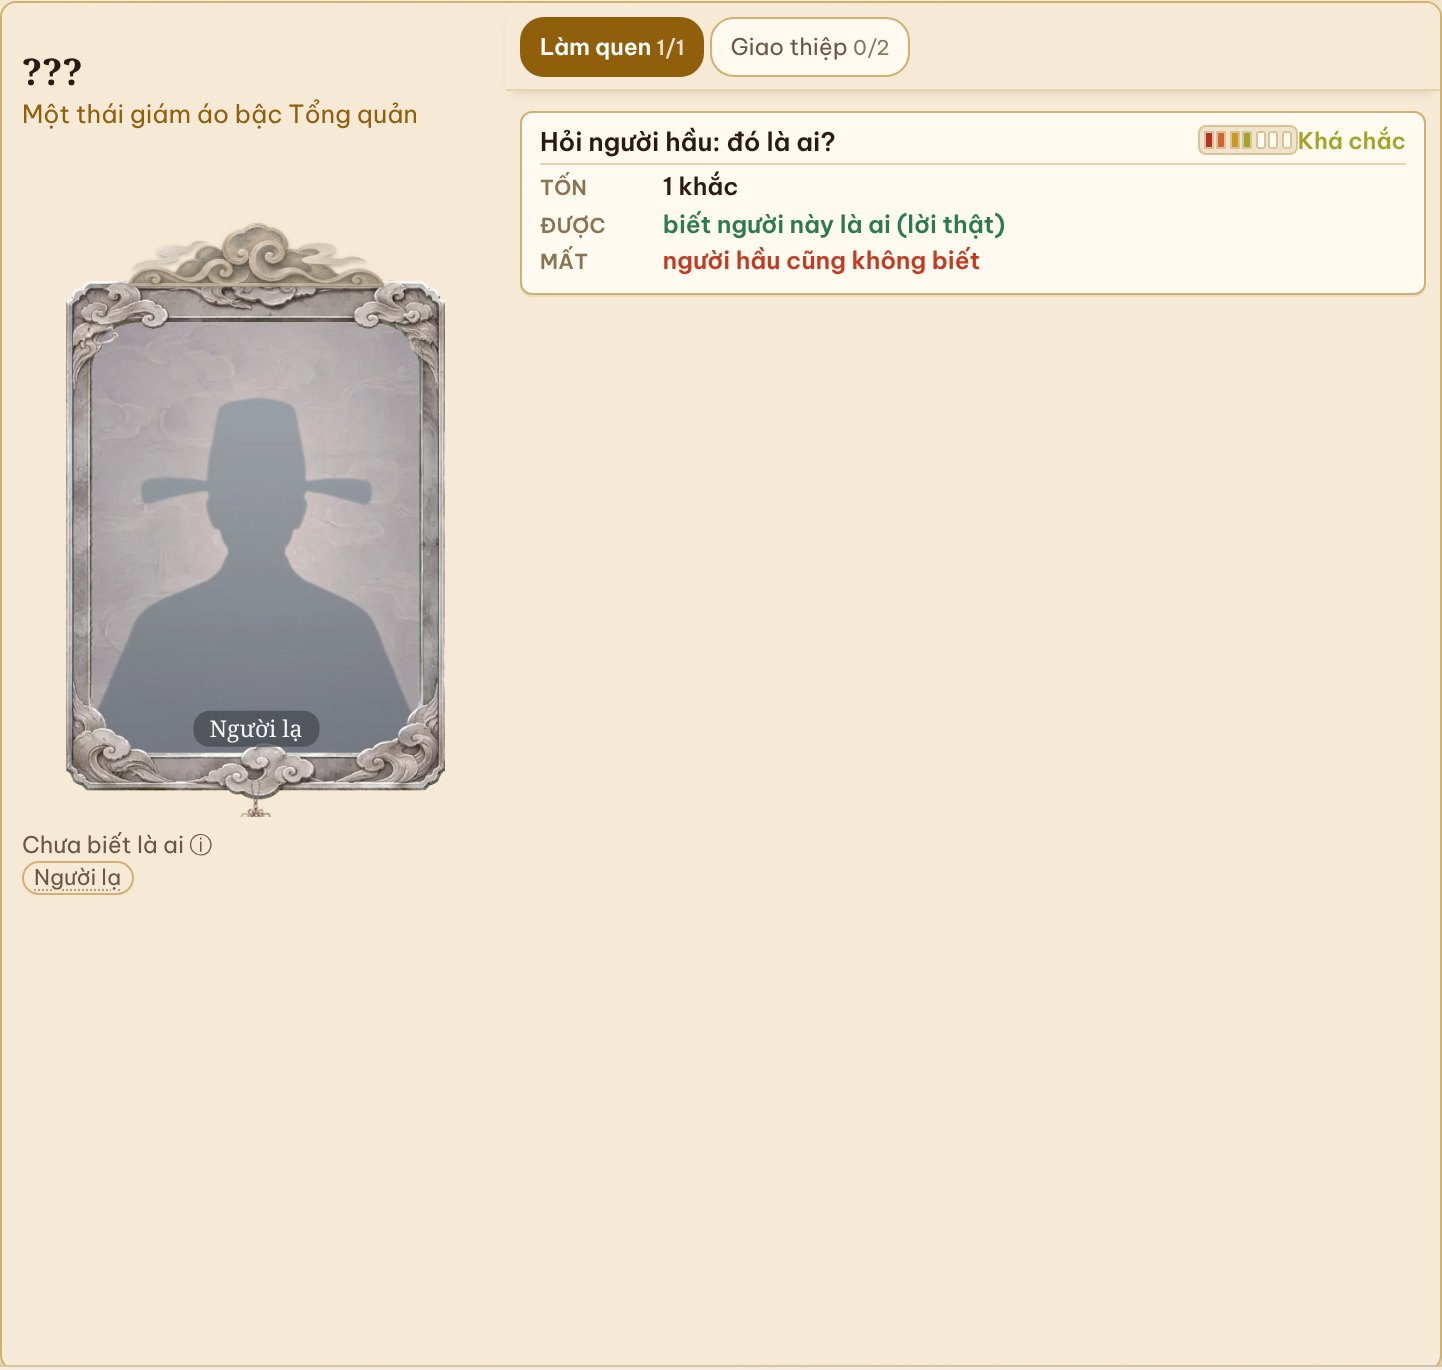 ???
Một thái giám áo bậc Tổng quản
Người lạ
Chưa biết là ai ⓘ
Người lạ
Làm quen 1/1
Giao thiệp 0/2
Hỏi người hầu: đó là ai?
Khá chắc
TỐN 1 khắc
ĐƯỢC biết người này là ai (lời thật)
MẤT người hầu cũng không biết